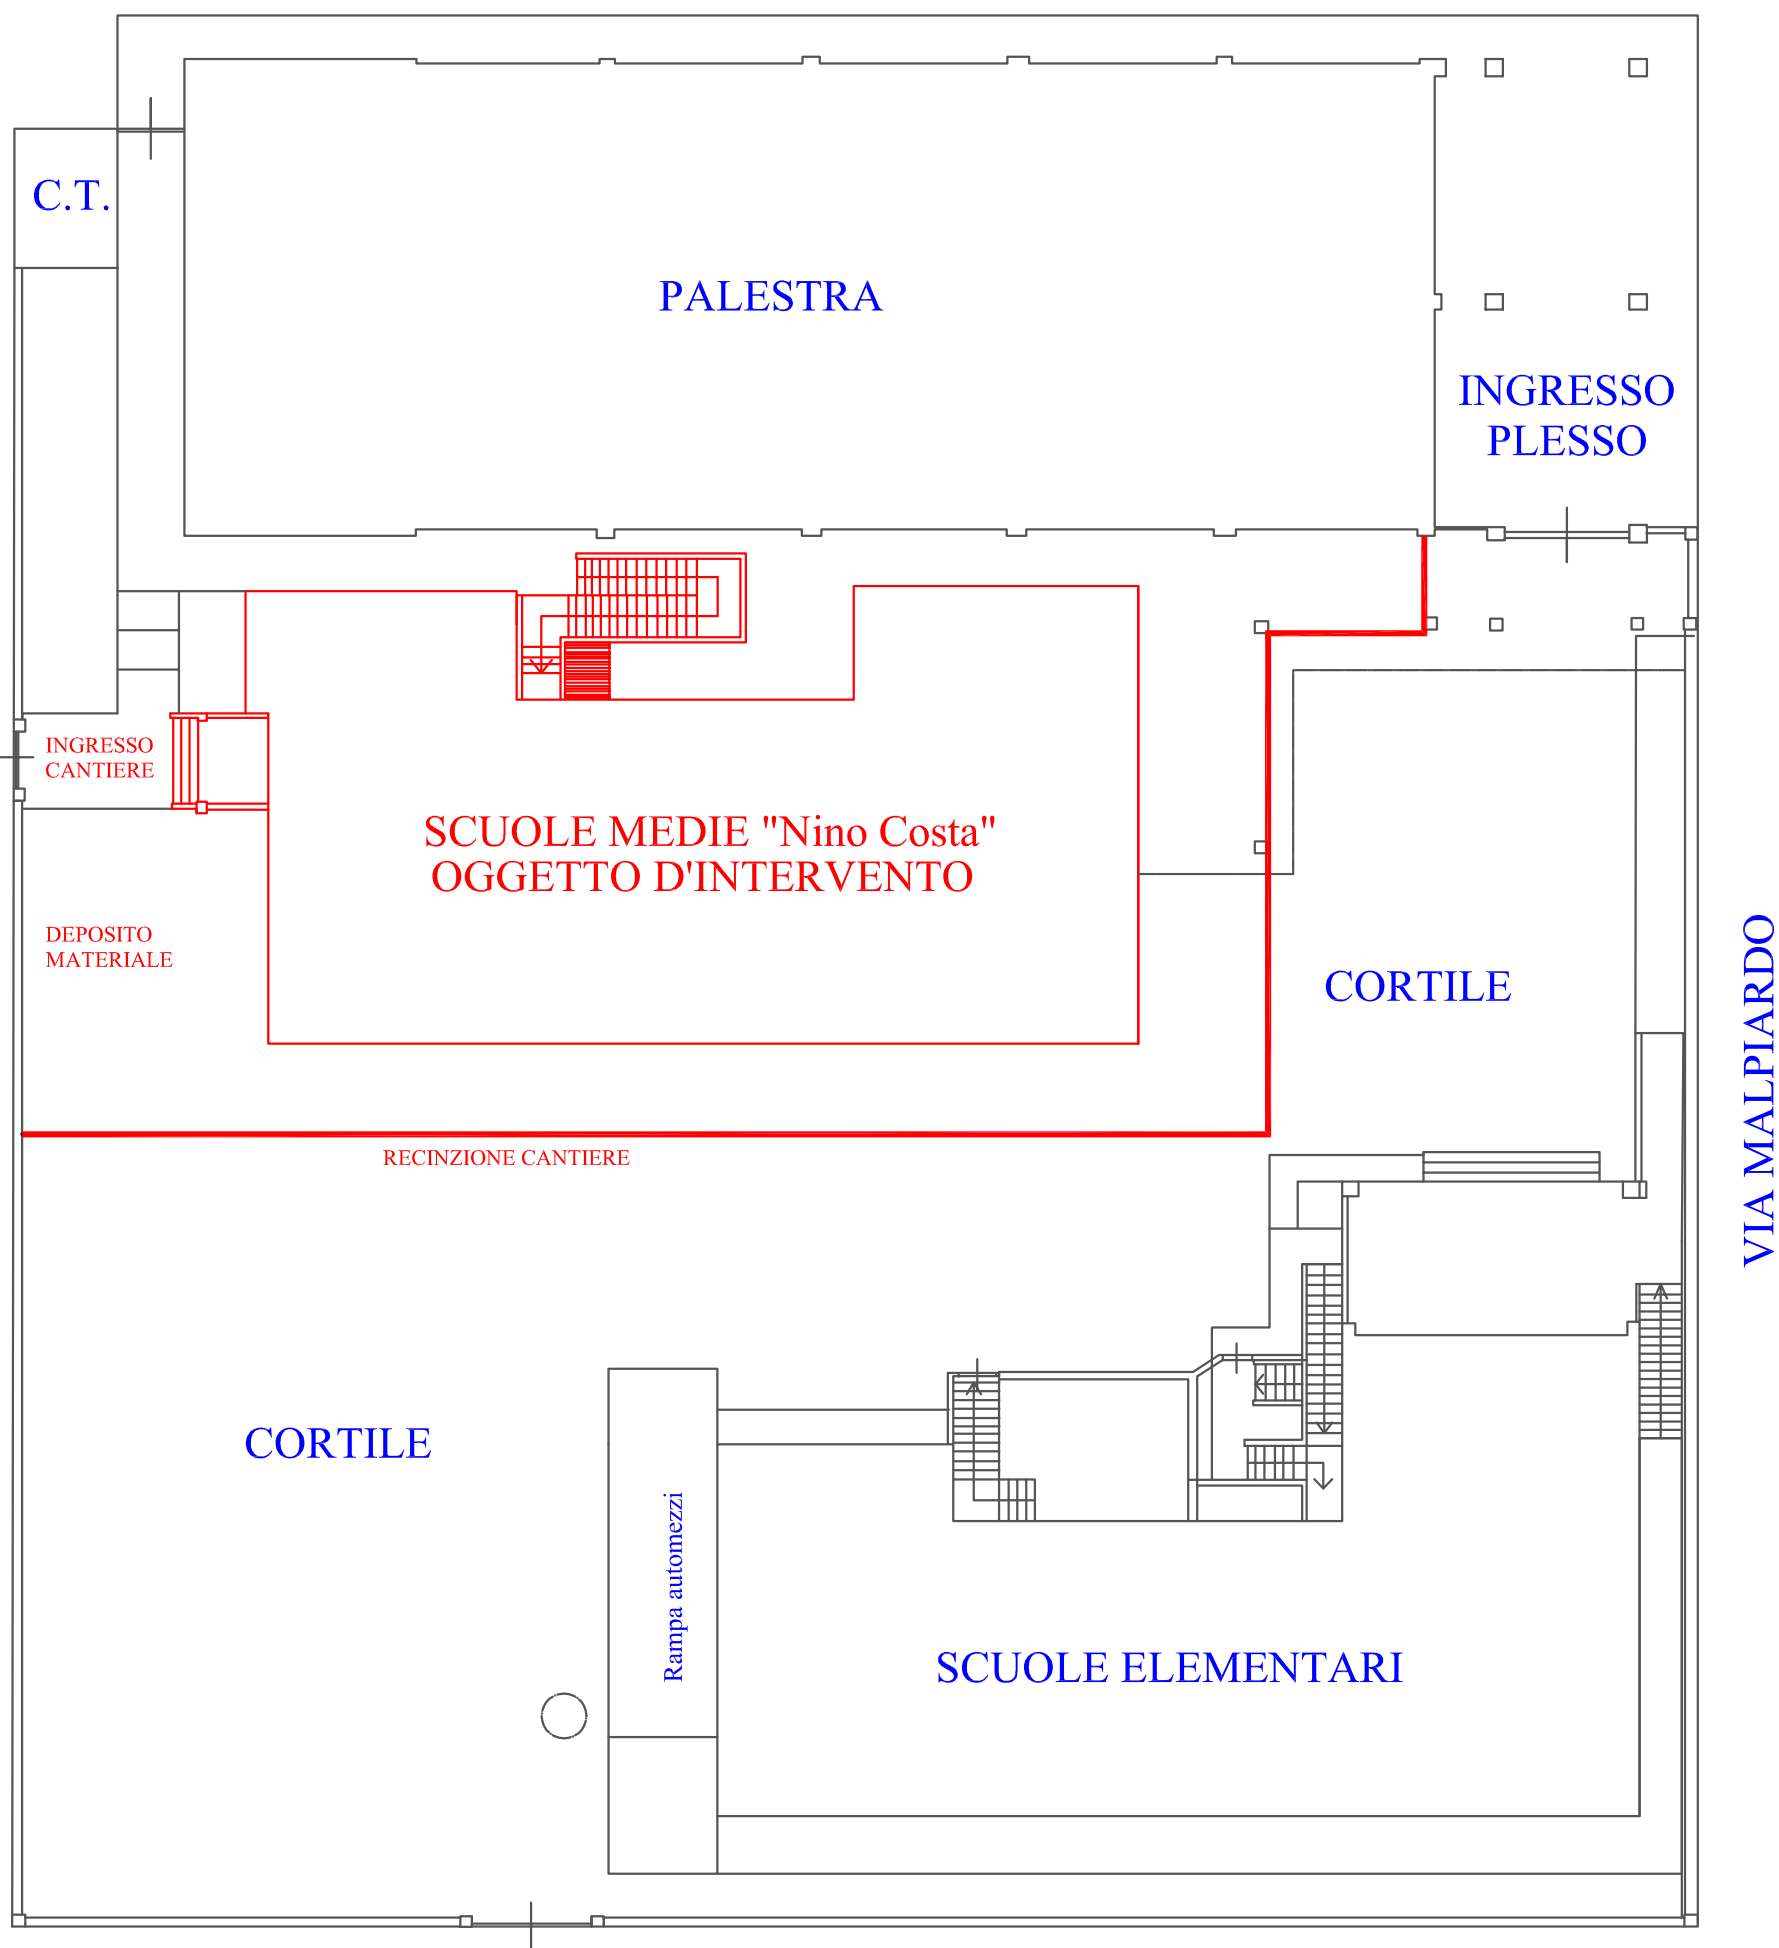 C.T.
PALESTRA
INGRESSO
PLESSO
INGRESSO
CANTIERE
SCUOLE MEDIE "Nino Costa"
OGGETTO D'INTERVENTO
DEPOSITO
MATERIALE
CORTILE
VIA MALPIARDO
RECINZIONE CANTIERE
CORTILE
Rampa automezzi
SCUOLE ELEMENTARI